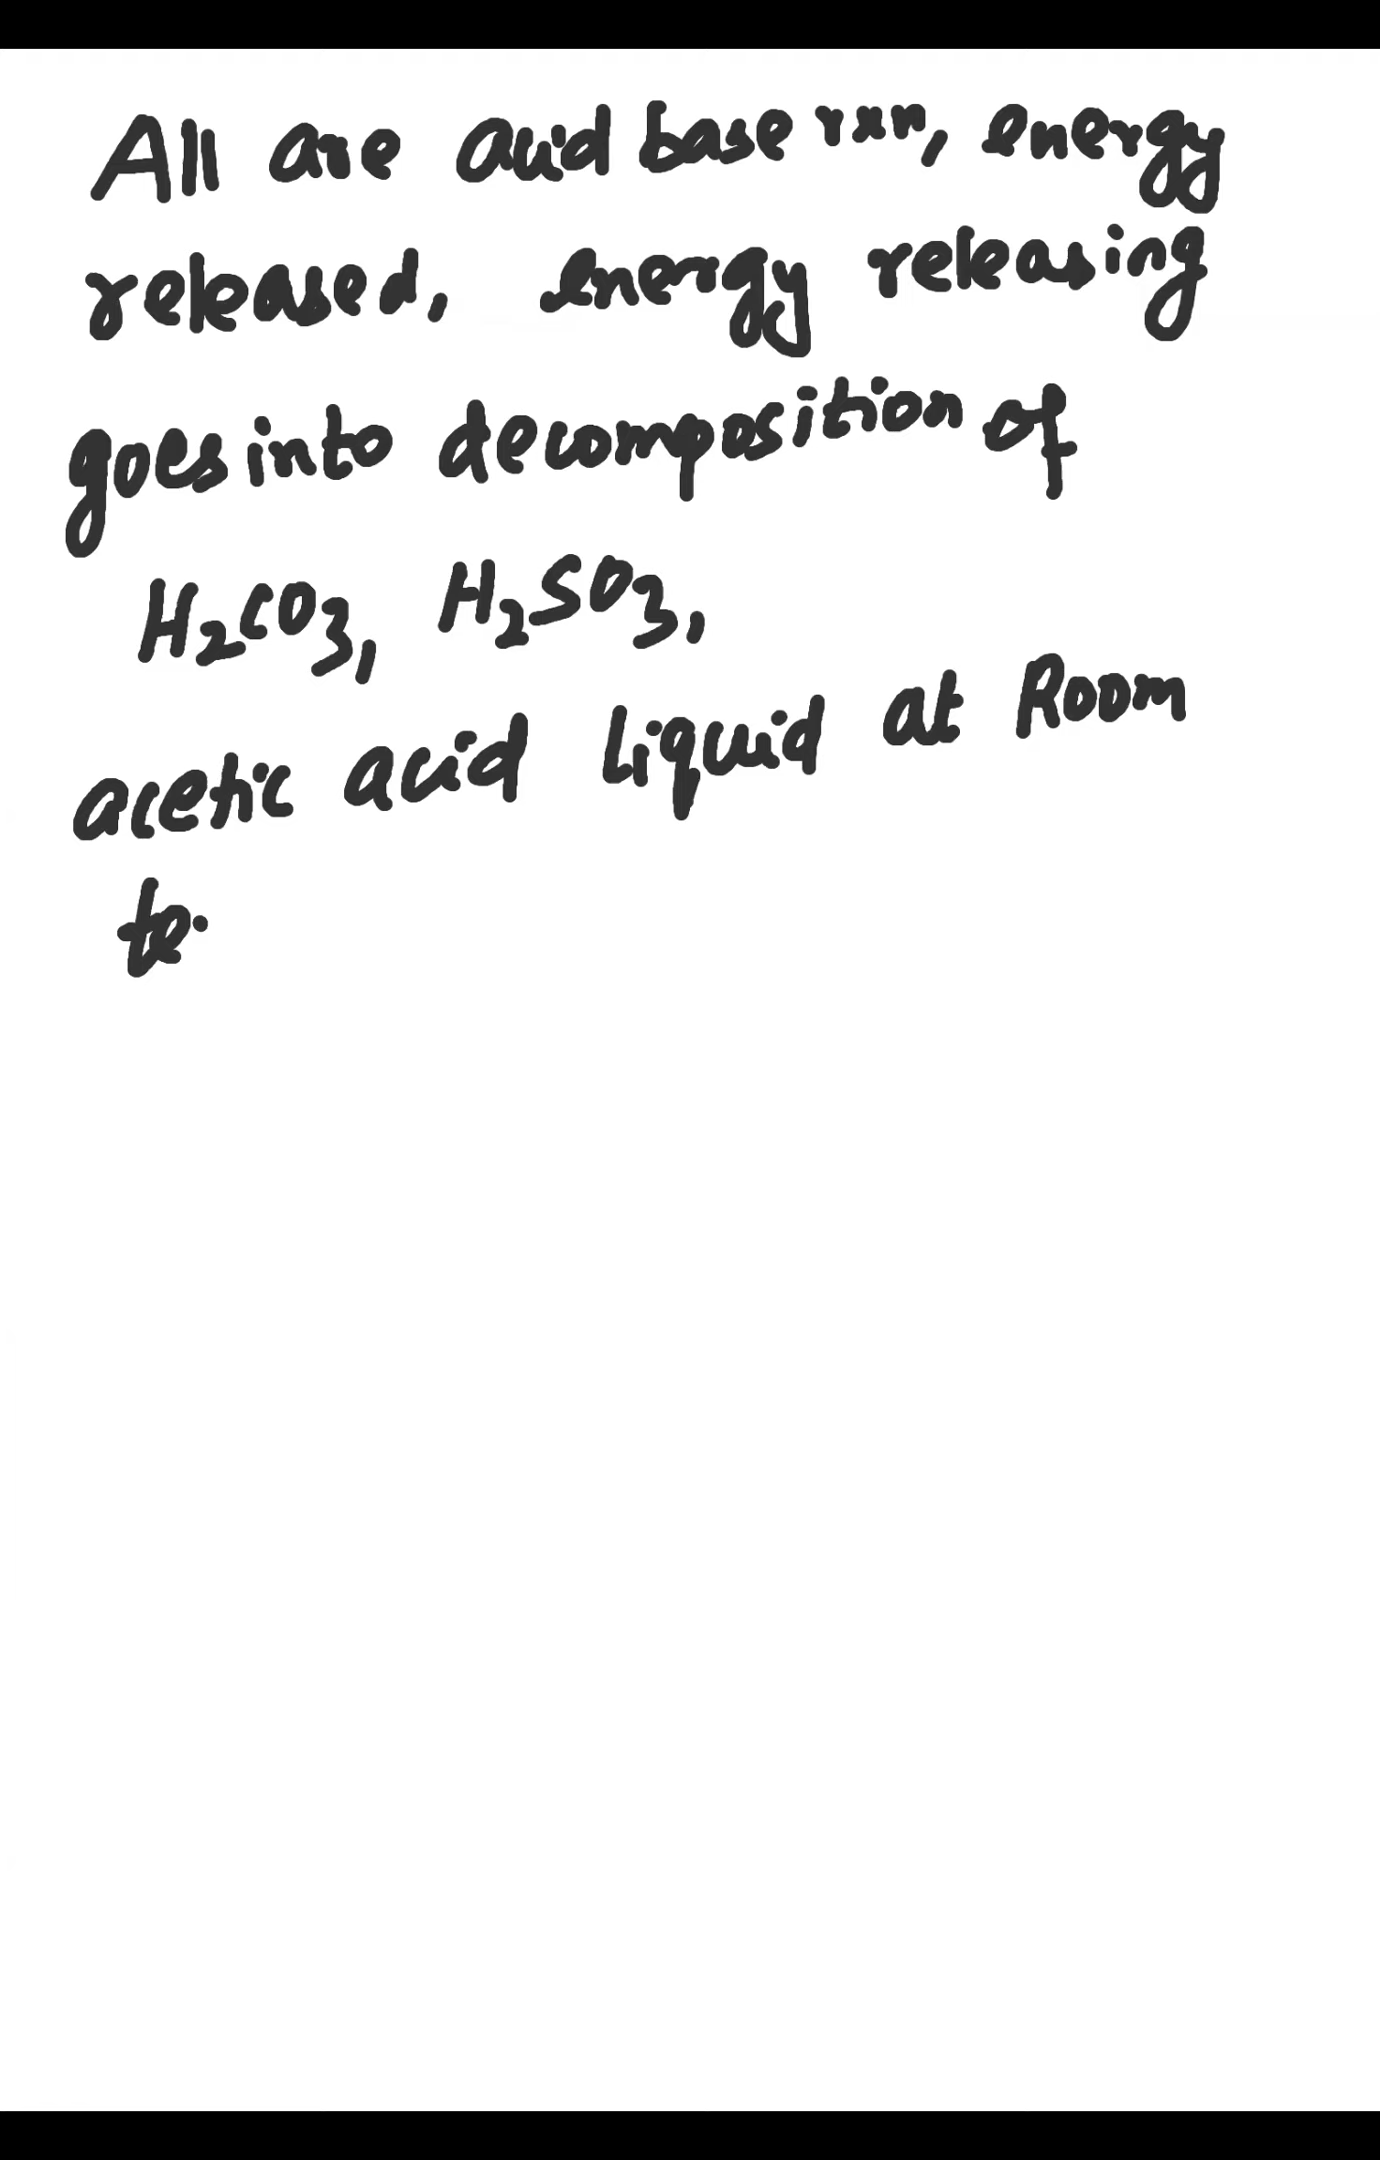 All are acid base rxn, energy
released, energy releasing
goes into decomposition of
H₂CO₃, H₂SO₃,
acetic acid liquid at Room
te.